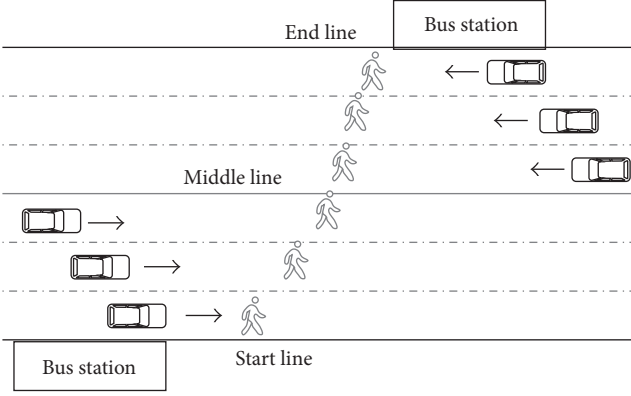 End line
Bus station
Middle line
Start line
Bus station